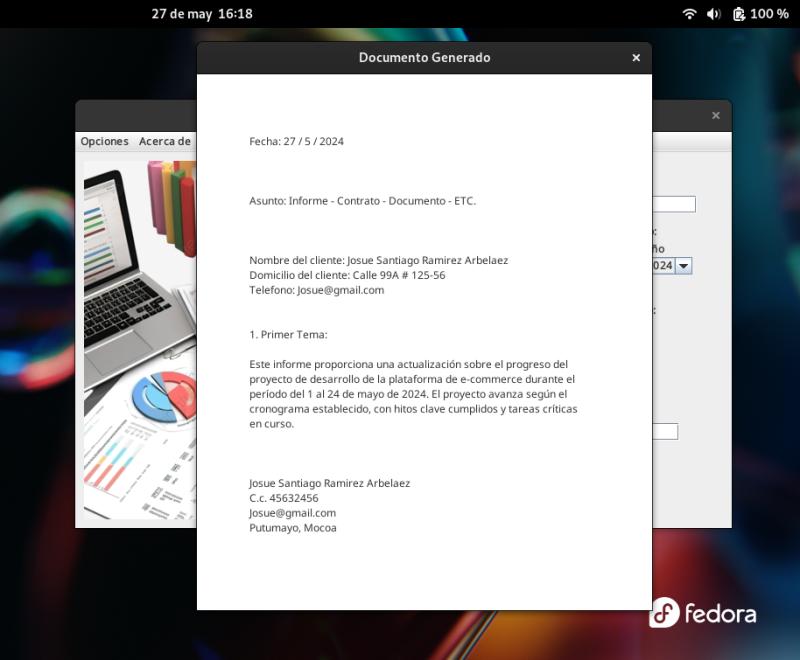 27 de may 16:18
100 %
Documento Generado
Opciones Acerca de
Fecha: 27 / 5 / 2024
Asunto: Informe - Contrato - Documento - ETC.
Nombre del cliente: Josue Santiago Ramirez Arbelaez
Domicilio del cliente: Calle 99A # 125-56
Telefono: Josue@gmail.com
1. Primer Tema:
Este informe proporciona una actualización sobre el progreso del
proyecto de desarrollo de la plataforma de e-commerce durante el
período del 1 al 24 de mayo de 2024. El proyecto avanza según el
cronograma establecido, con hitos clave cumplidos y tareas críticas
en curso.
Josue Santiago Ramirez Arbelaez
C.c. 45632456
Josue@gmail.com
Putumayo, Mocoa
ño
024
fedora